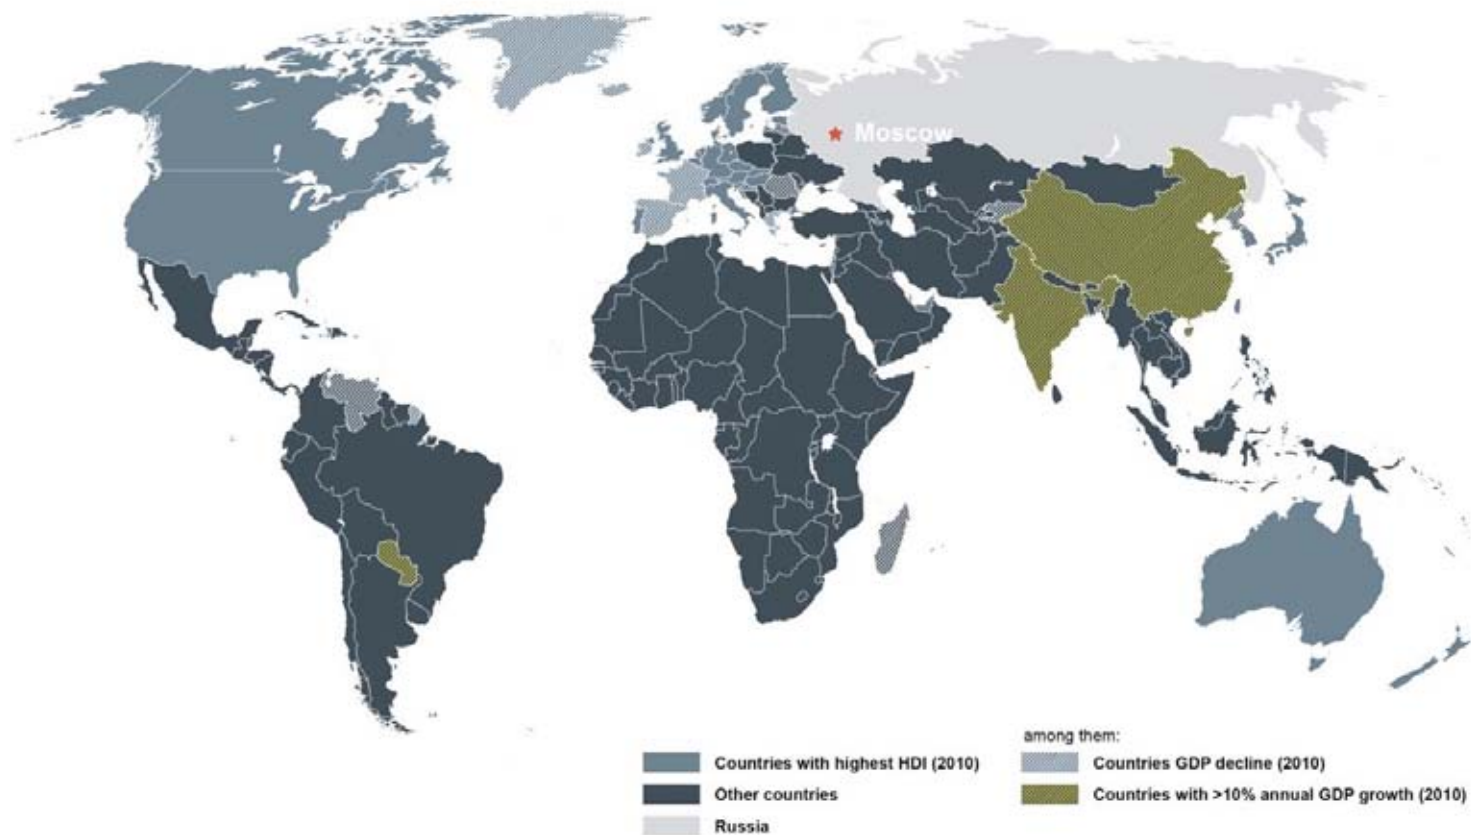 Moscow
Countries with highest HDI (2010)
Other countries
Russia
among them:
Countries GDP decline (2010)
Countries with >10% annual GDP growth (2010)